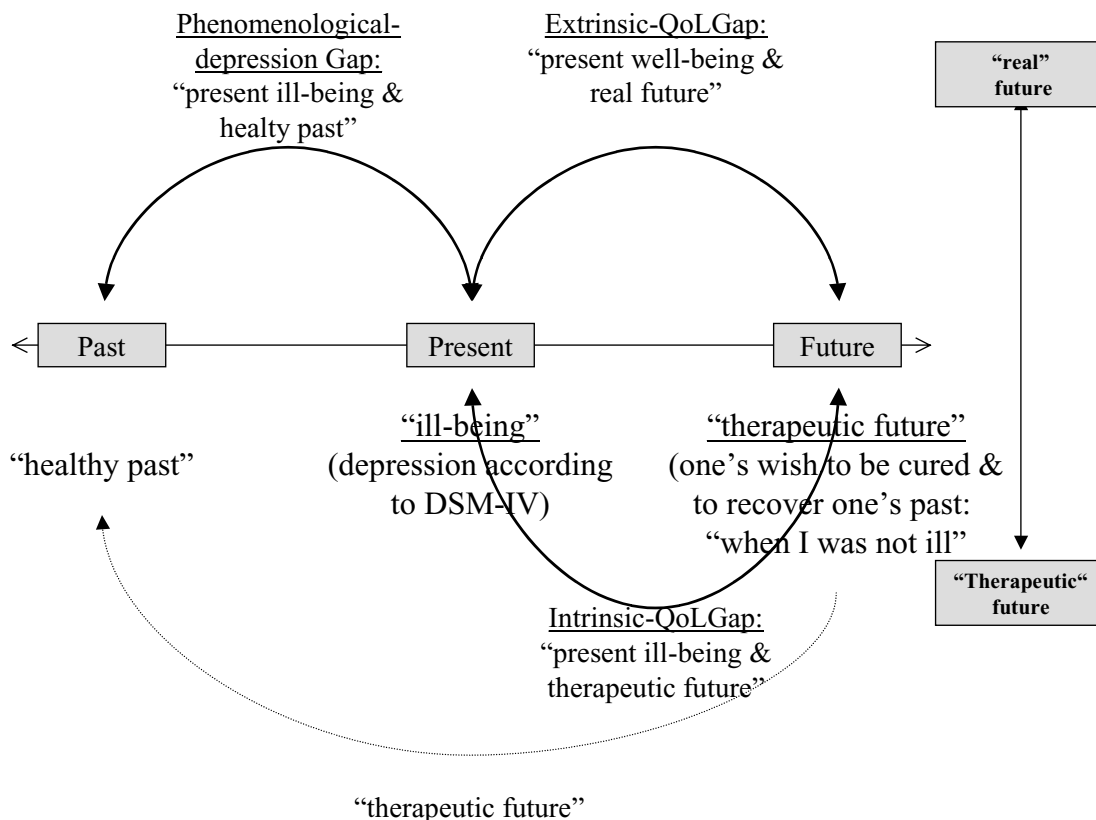 Phenomenological-
depression Gap:
“present ill-being &
healty past”
Extrinsic-QoLGap:
“present well-being &
real future”
“real”
future
Past
Present
Future
“healthy past”
“ill-being”
(depression according
to DSM-IV)
“therapeutic future”
(one’s wish to be cured &
to recover one’s past:
“when I was not ill”
“Therapeutic“
future
Intrinsic-QoLGap:
“present ill-being &
therapeutic future”
“therapeutic future”